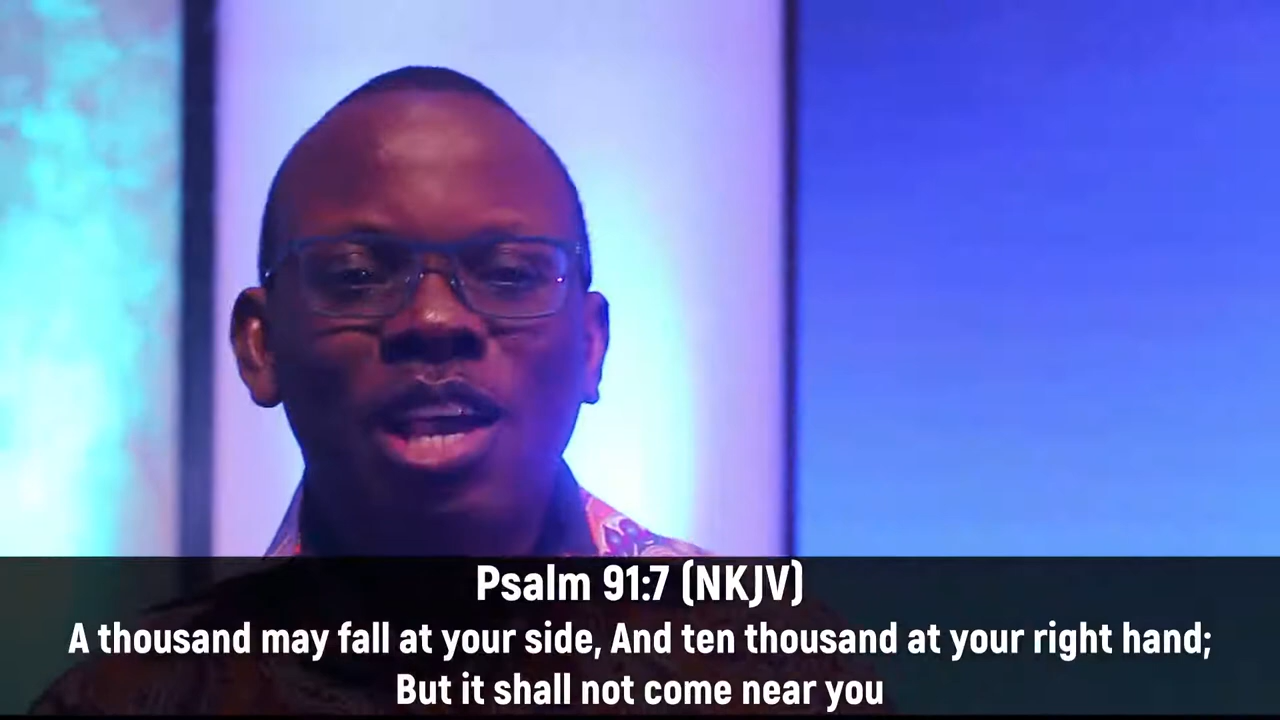 Psalm 91:7 (NKJV)
A thousand may fall at your side, And ten thousand at your right hand;
But it shall not come near you